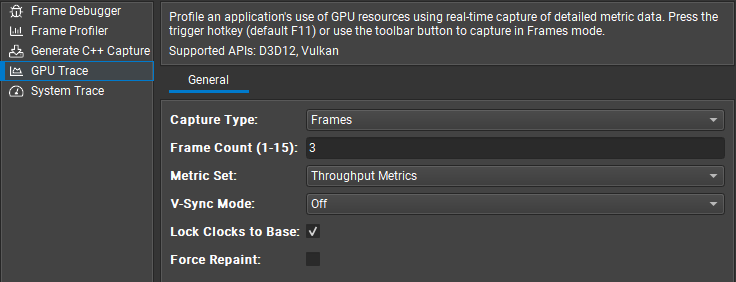 Frame Debugger
Frame Profiler
Generate C++ Capture
GPU Trace
System Trace
Profile an application's use of GPU resources using real-time capture of detailed metric data. Press the
trigger hotkey (default F11) or use the toolbar button to capture in Frames mode.
Supported APIs: D3D12, Vulkan
General
Capture Type: Frames
Frame Count (1-15): 3
Metric Set: Throughput Metrics
V-Sync Mode: Off
Lock Clocks to Base:
Force Repaint: